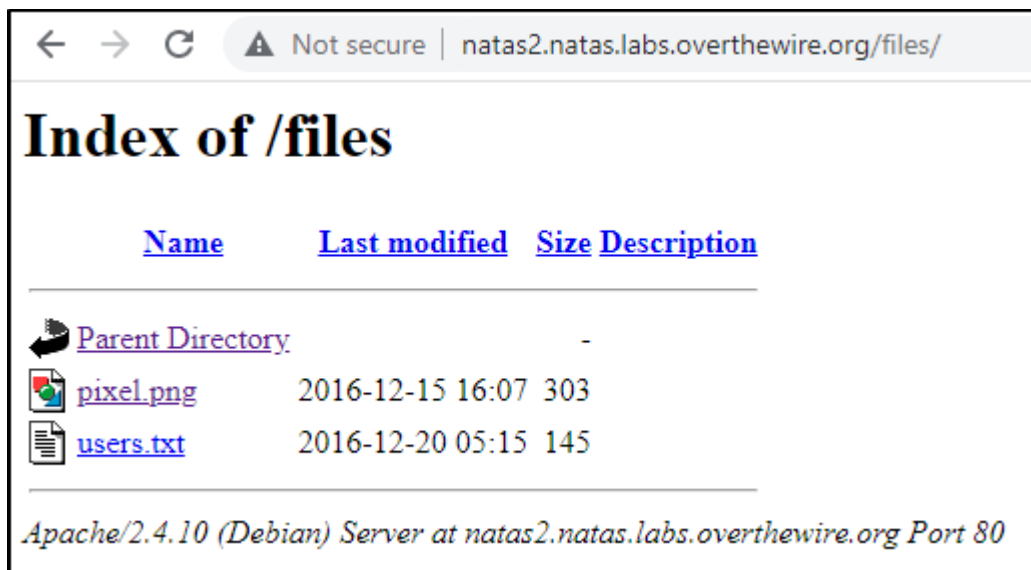 Not secure | natas2.natas.labs.overthewire.org/files/
Index of /files
Name Last modified Size Description
Parent Directory -
pixel.png 2016-12-15 16:07 303
users.txt 2016-12-20 05:15 145
Apache/2.4.10 (Debian) Server at natas2.natas.labs.overthewire.org Port 80